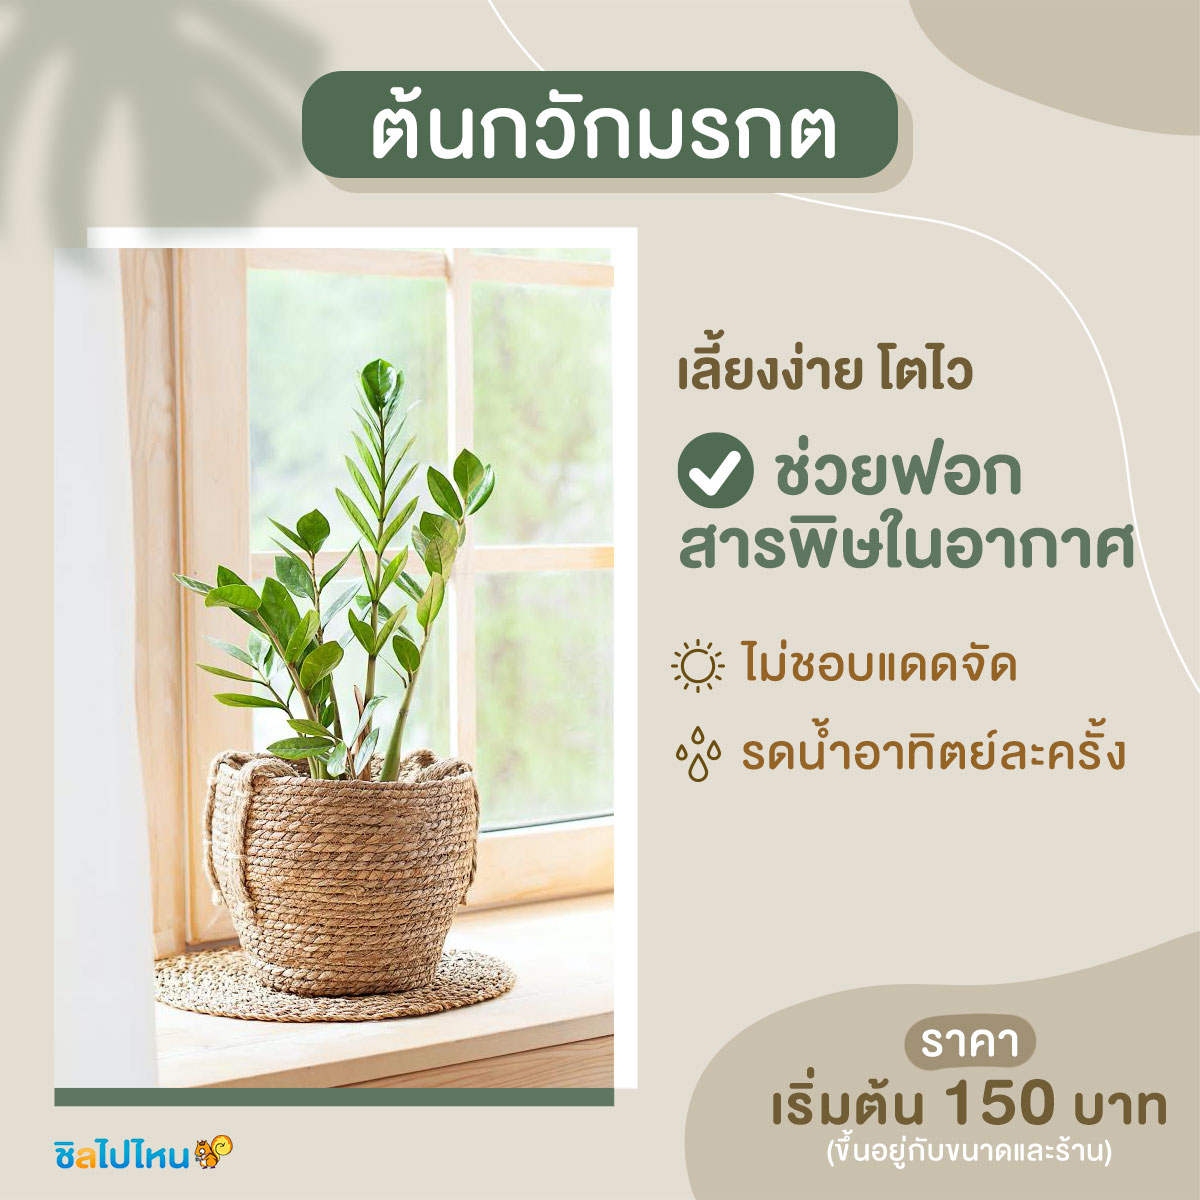 ต้นกวักมรกต
เลี้ยงง่าย โตไว
ช่วยฟอก
สารพิษในอากาศ
ไม่ชอบแดดจัด
รดน้ำอาทิตย์ละครั้ง
ราคา
เริ่มต้น 150 บาท
(ขึ้นอยู่กับขนาดและร้าน)
ชิลไปไหน